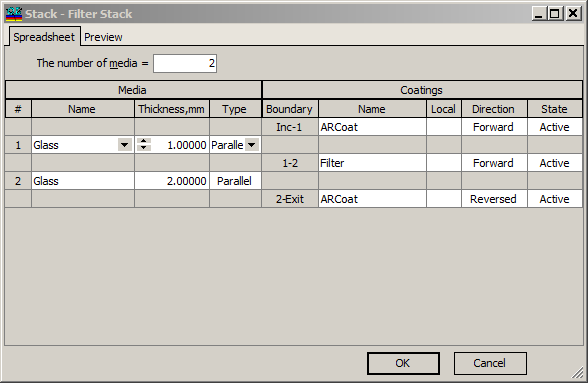 Stack - Filter Stack
Spreadsheet Preview
The number of media = 2
Media Coatings
# Name Thickness,mm Type Boundary Name Local Direction State
Inc-1 ARCoat Forward Active
1 Glass 1.00000 Paralle
1-2 Filter Forward Active
2 Glass 2.00000 Parallel
2-Exit ARCoat Reversed Active
OK Cancel